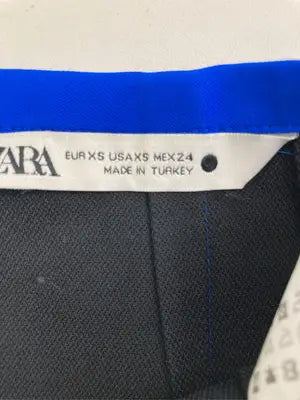 ZARA
EUR XS USA XS MEX 24
MADE IN TURKEY